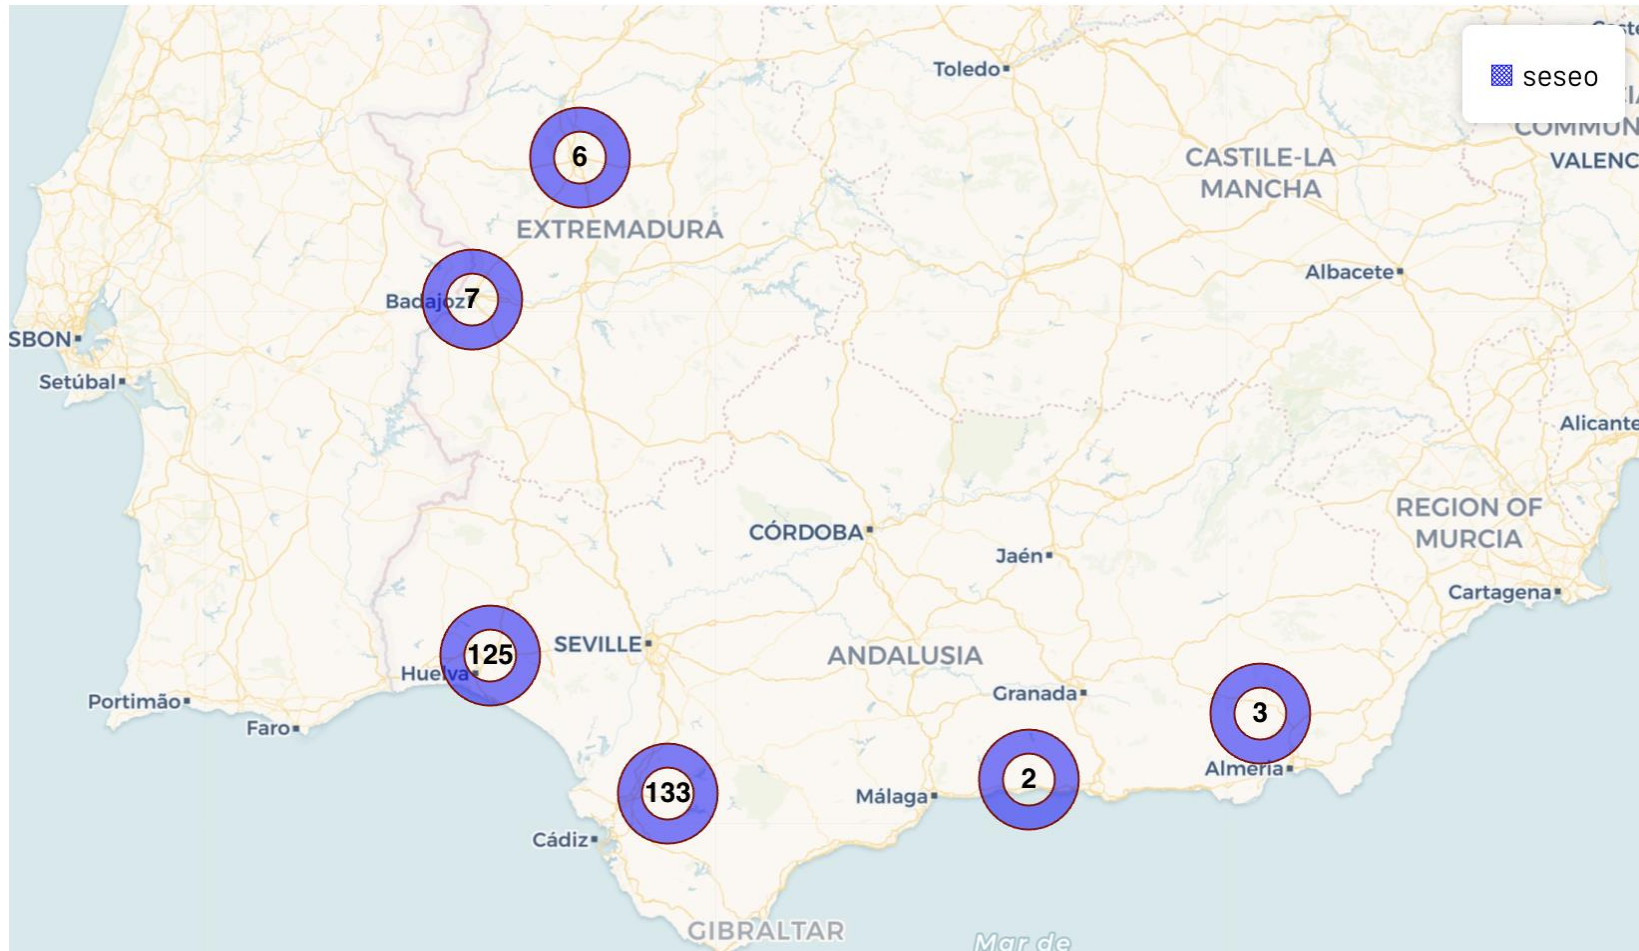 Toledo
seseo
COMMUN
VALENC
CASTILE-LA
MANCHA
6
EXTREMADURA
Albacete
Badajoz
7
SBON
Setúbal
Alicante
REGION OF
MURCIA
CÓRDOBA
Jaén
Cartagena
125
SEVILLE
ANDALUSIA
Huelva
Granada
Portimão
3
Faro
Almería
2
133
Málaga
Cádiz
GIBRALTAR
Mar de